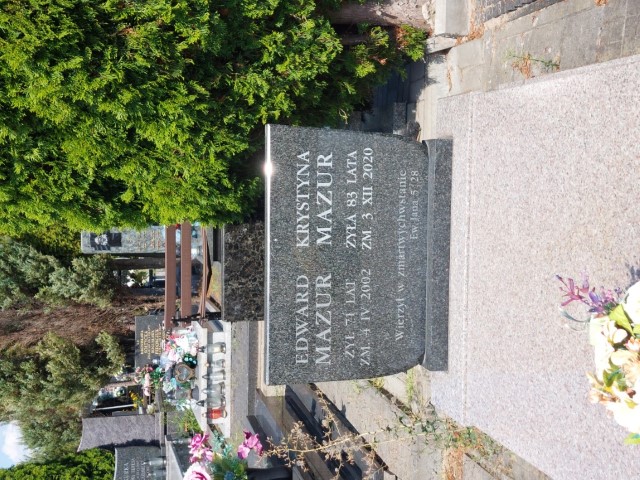 EDWARD KRYSTYNA
MAZUR MAZUR
ŻYŁ 71 LAT ŻYŁA 83 LATA
ZM. 4 IV 2002 ZM. 3 XII 2020
Wierzyli w zmartwychwstanie
Ew. Jana 5 / 28